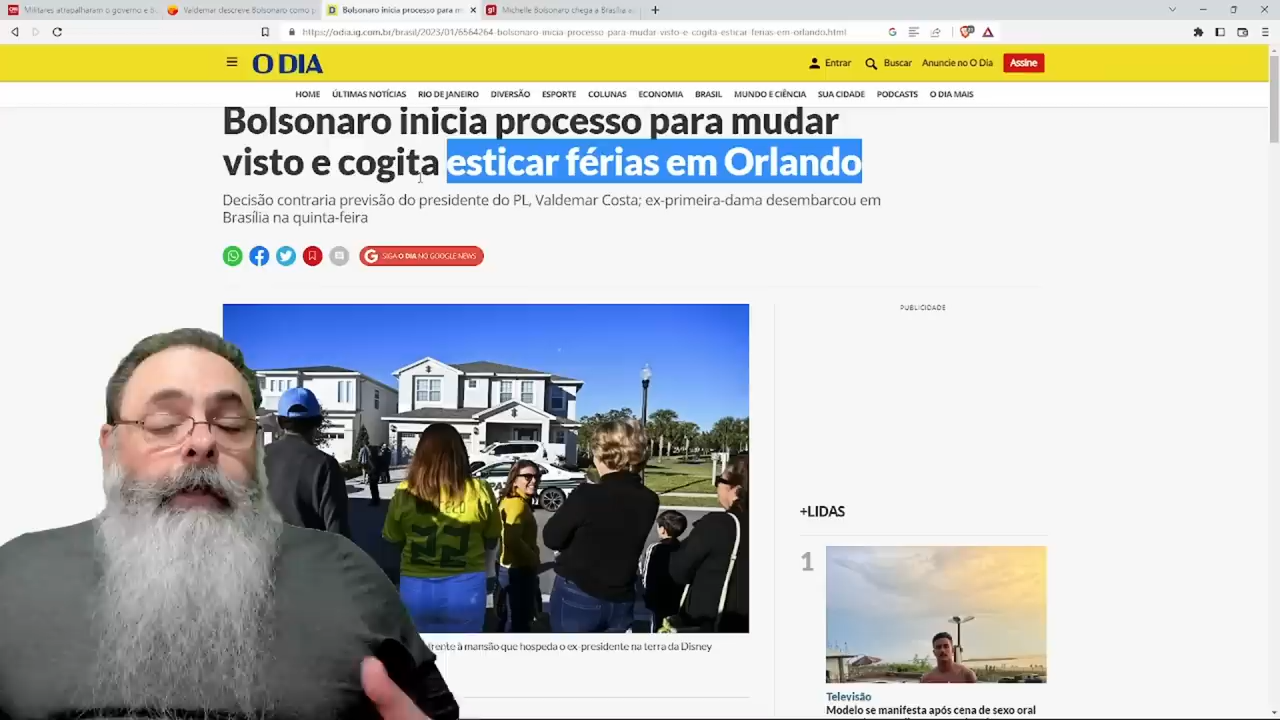 Militares atrapalharam o governo e S
Valdemar descreve Bolsonaro como p
Bolsonaro inicia processo para m
Michelle Bolsonaro chega a Brasília e
https://odia.ig.com.br/brasil/2023/01/6564264-bolsonaro-inicia-processo-para-mudar-visto-e-cogita-esticar-ferias-em-orlando.html
O DIA
Entrar
Buscar
Anuncie no O Dia
Assine
HOME ÚLTIMAS NOTÍCIAS RIO DE JANEIRO DIVERSÃO ESPORTE COLUNAS ECONOMIA BRASIL MUNDO E CIÊNCIA SUA CIDADE PODCASTS O DIA MAIS
Bolsonaro inicia processo para mudar
visto e cogita esticar férias em Orlando
Decisão contraria previsão do presidente do PL, Valdemar Costa; ex-primeira-dama desembarcou em
Brasília na quinta-feira
SIGA O DIA NO GOOGLE NEWS
PUBLICIDADE
22
frente à mansão que hospeda o ex-presidente na terra da Disney
+LIDAS
1
Televisão
Modelo se manifesta após cena de sexo oral